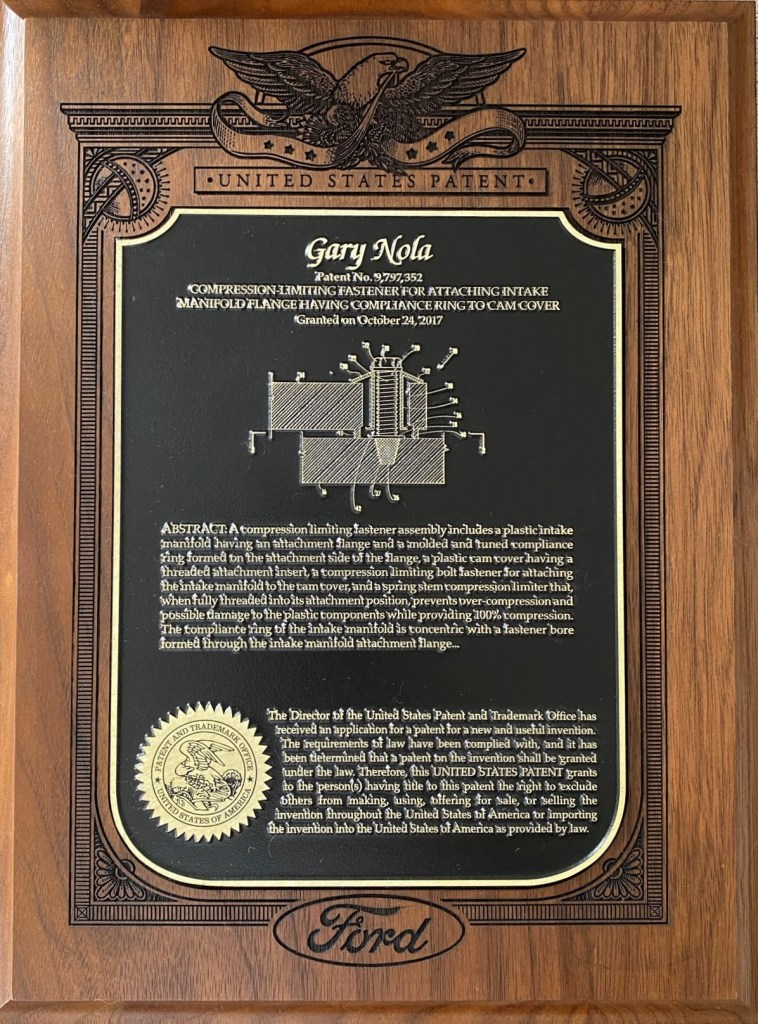 ·UNITED STATES PATENT·
Gary Nola
Patent No. 9,797,352
COMPRESSION-LIMITING FASTENER FOR ATTACHING INTAKE
MANIFOLD FLANGE HAVING COMPLIANCE RING TO CAM COVER
Granted on October 24, 2017
ABSTRACT: A compression limiting fastener assembly includes a plastic intake
manifold having an attachment flange and a molded and tuned compliance
ring formed on the attachment side of the flange, a plastic cam cover having a
threaded attachment insert, a compression limiting bolt fastener for attaching
the intake manifold to the cam cover, and a spring stem compression limiter that,
when fully threaded into its attachment position, prevents over-compression and
possible damage to the plastic components while providing 100% compression.
The compliance ring of the intake manifold is concentric with a fastener bore
formed through the intake manifold attachment flange...
The Director of the United States Patent and Trademark Office has
received an application for a patent for a new and useful invention.
The requirements of law have been complied with, and it has
been determined that a patent on the invention shall be granted
under the law. Therefore, this UNITED STATES PATENT grants
to the person(s) having title to this patent the right to exclude
others from making, using, offering for sale, or selling the
invention throughout the United States of America or importing
the invention into the United States of America as provided by law.
PATENT AND TRADEMARK OFFICE
UNITED STATES OF AMERICA
Ford